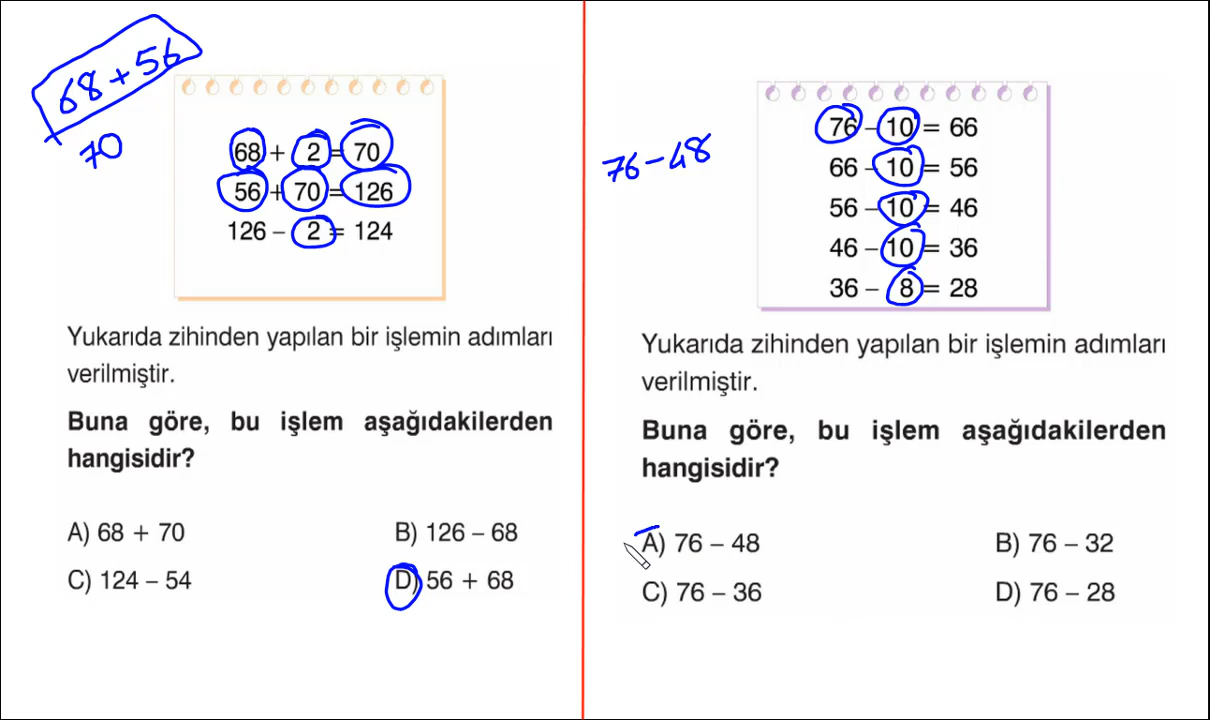 68 + 56
70
68 + 2 = 70
56 + 70 = 126
126 – 2 = 124
Yukarıda zihinden yapılan bir işlemin adımları
verilmiştir.
Buna göre, bu işlem aşağıdakilerden
hangisidir?
A) 68 + 70
B) 126 – 68
C) 124 – 54
D) 56 + 68
76 – 48
76 – 10 = 66
66 – 10 = 56
56 – 10 = 46
46 – 10 = 36
36 – 8 = 28
Yukarıda zihinden yapılan bir işlemin adımları
verilmiştir.
Buna göre, bu işlem aşağıdakilerden
hangisidir?
A) 76 – 48
B) 76 – 32
C) 76 – 36
D) 76 – 28